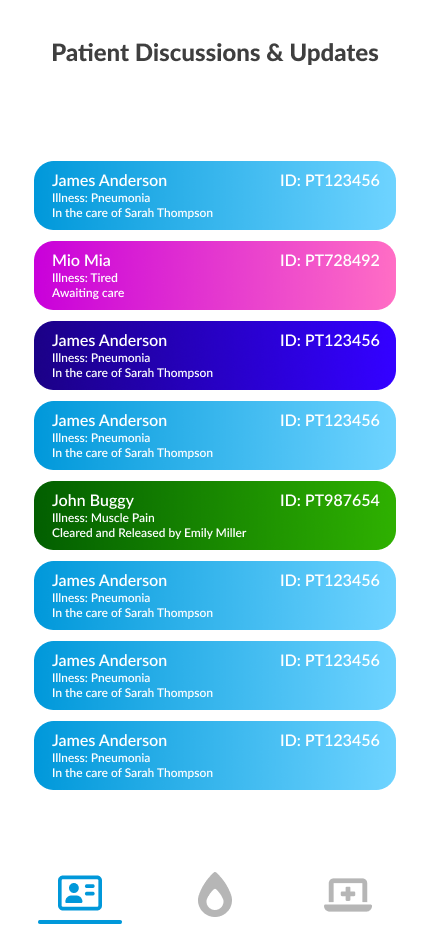 Patient Discussions & Updates
James Anderson ID: PT123456
Illness: Pneumonia
In the care of Sarah Thompson
Mio Mia ID: PT728492
Illness: Tired
Awaiting care
James Anderson ID: PT123456
Illness: Pneumonia
In the care of Sarah Thompson
James Anderson ID: PT123456
Illness: Pneumonia
In the care of Sarah Thompson
John Buggy ID: PT987654
Illness: Muscle Pain
Cleared and Released by Emily Miller
James Anderson ID: PT123456
Illness: Pneumonia
In the care of Sarah Thompson
James Anderson ID: PT123456
Illness: Pneumonia
In the care of Sarah Thompson
James Anderson ID: PT123456
Illness: Pneumonia
In the care of Sarah Thompson